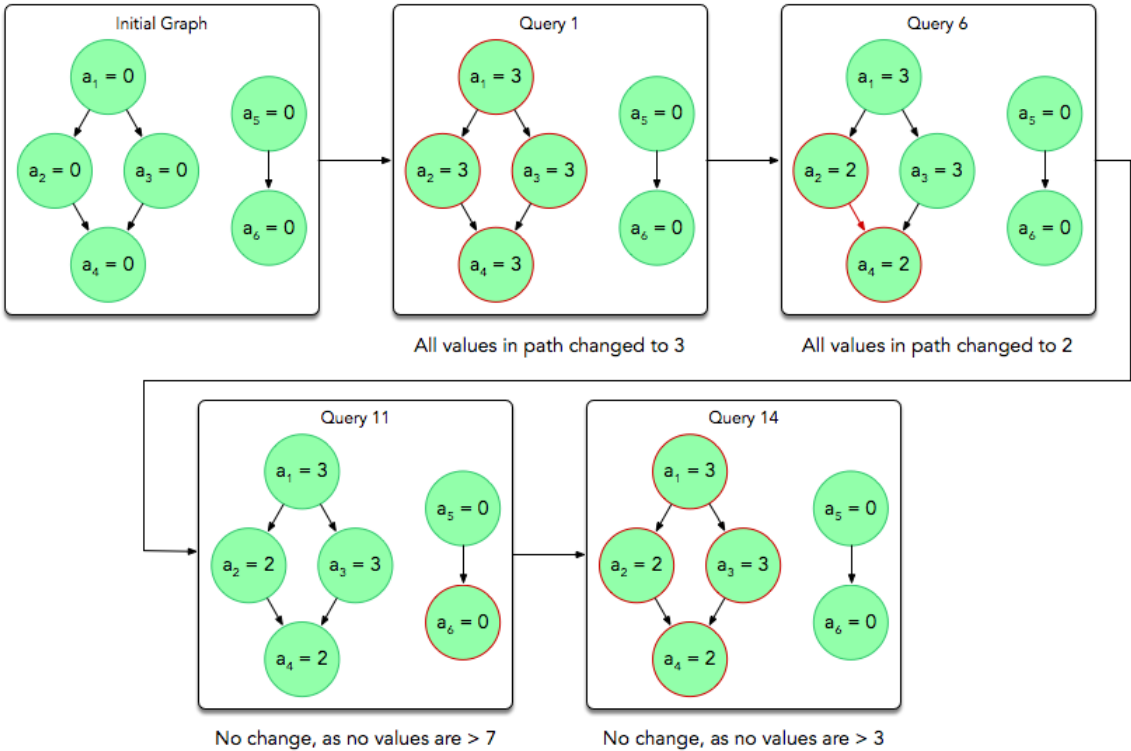 Initial Graph
a₁ = 0
a₅ = 0
a₂ = 0
a₃ = 0
a₆ = 0
a₄ = 0
Query 1
a₁ = 3
a₅ = 0
a₂ = 3
a₃ = 3
a₆ = 0
a₄ = 3
All values in path changed to 3
Query 6
a₁ = 3
a₅ = 0
a₂ = 2
a₃ = 3
a₆ = 0
a₄ = 2
All values in path changed to 2
Query 11
a₁ = 3
a₅ = 0
a₂ = 2
a₃ = 3
a₆ = 0
a₄ = 2
No change, as no values are > 7
Query 14
a₁ = 3
a₅ = 0
a₂ = 2
a₃ = 3
a₆ = 0
a₄ = 2
No change, as no values are > 3